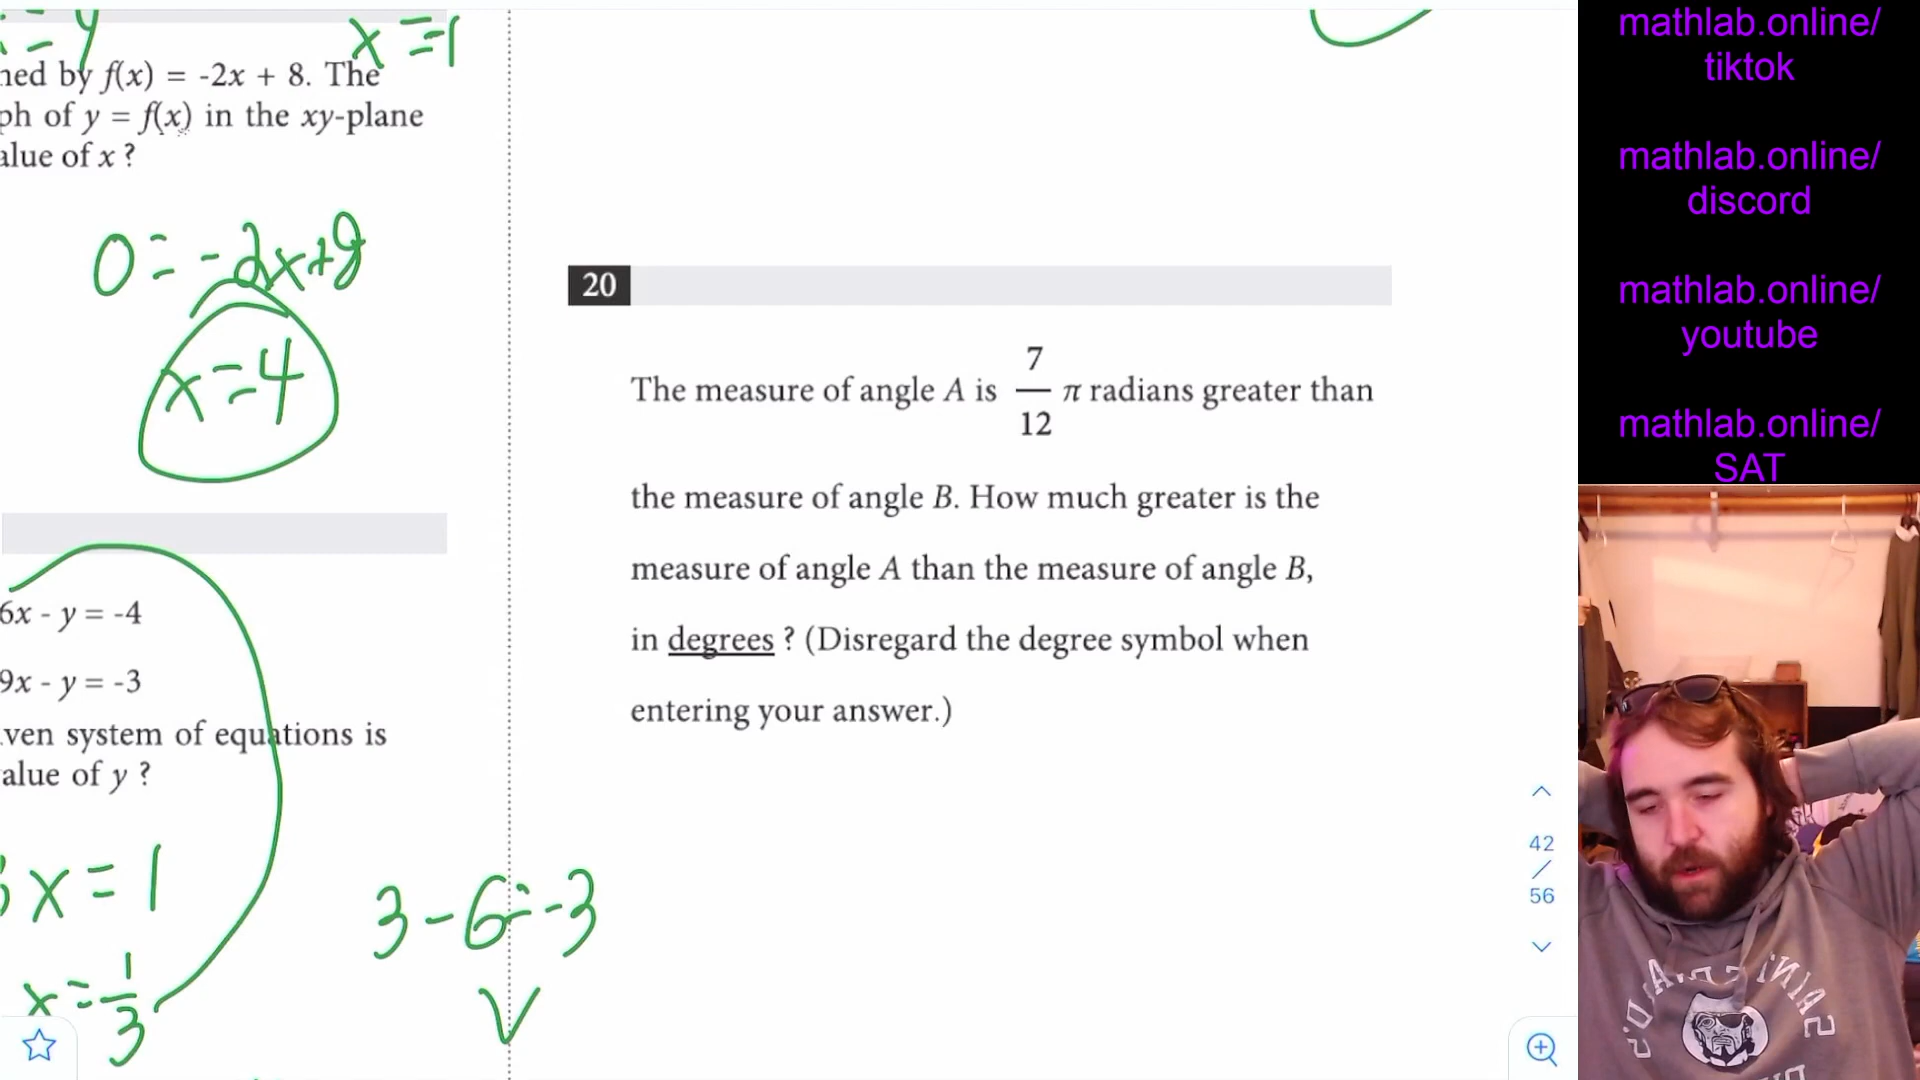 x = 1
ned by f(x) = -2x + 8. The
ph of y = f(x) in the xy-plane
alue of x ?
0 = -2x+8
x = 4
6x - y = -4
9x - y = -3
ven system of equations is
alue of y ?
x = 1
x = 1/3
3 - 6 = -3
20
The measure of angle A is 7/12 π radians greater than
the measure of angle B. How much greater is the
measure of angle A than the measure of angle B,
in degrees ? (Disregard the degree symbol when
entering your answer.)
42
/
56
mathlab.online/
tiktok
mathlab.online/
discord
mathlab.online/
youtube
mathlab.online/
SAT